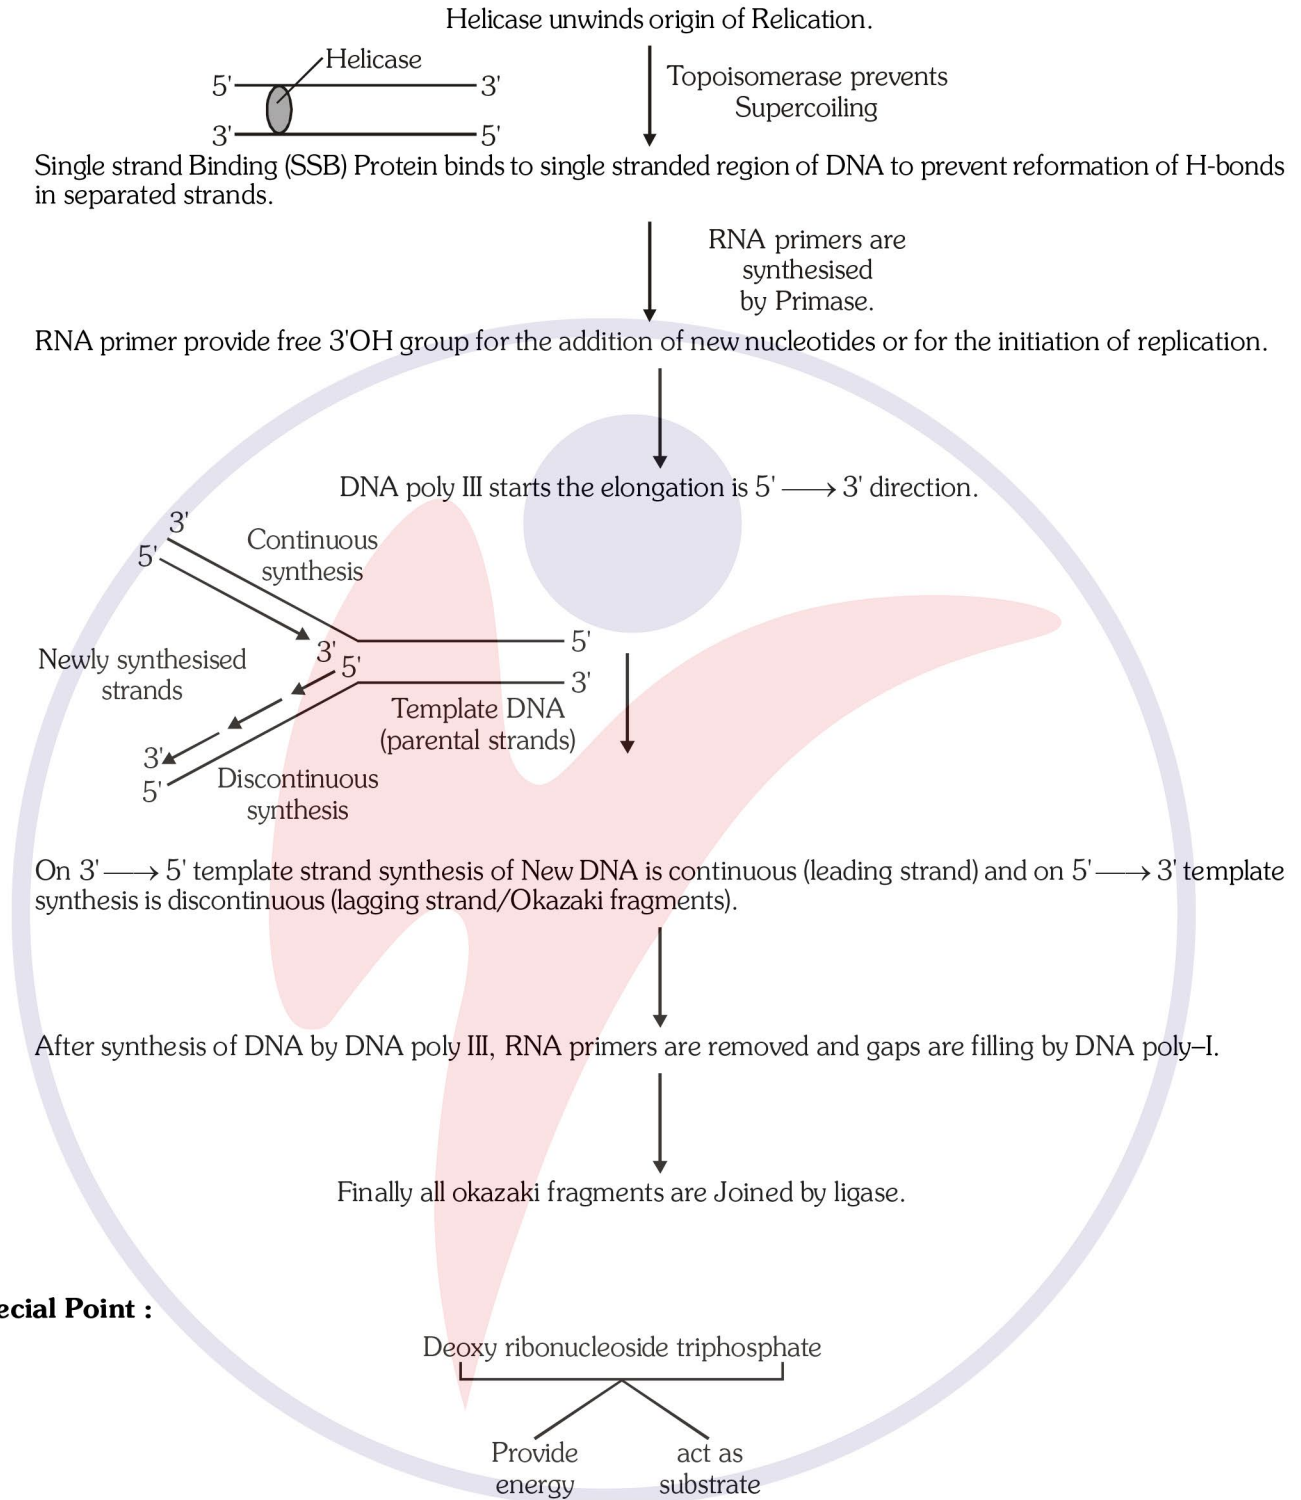 Helicase unwinds origin of Relication.
Helicase
5' 3'
3' 5'
Topoisomerase prevents
Supercoiling
Single strand Binding (SSB) Protein binds to single stranded region of DNA to prevent reformation of H-bonds
in separated strands.
RNA primers are
synthesised
by Primase.
RNA primer provide free 3'OH group for the addition of new nucleotides or for the initiation of replication.
DNA poly III starts the elongation is 5' ⟶ 3' direction.
3'
5'
Continuous
synthesis
3'
5'
5'
3'
Newly synthesised
strands
Template DNA
(parental strands)
3'
5'
Discontinuous
synthesis
On 3' ⟶ 5' template strand synthesis of New DNA is continuous (leading strand) and on 5' ⟶ 3' template
synthesis is discontinuous (lagging strand/Okazaki fragments).
After synthesis of DNA by DNA poly III, RNA primers are removed and gaps are filling by DNA poly–I.
Finally all okazaki fragments are Joined by ligase.
ecial Point :
Deoxy ribonucleoside triphosphate
Provide
energy
act as
substrate